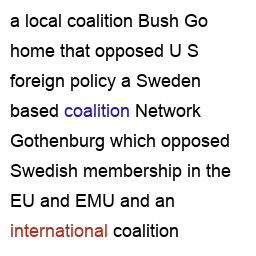 a local coalition Bush Go
home that opposed U S
foreign policy a Sweden
based coalition Network
Gothenburg which opposed
Swedish membership in the
EU and EMU and an
international coalition